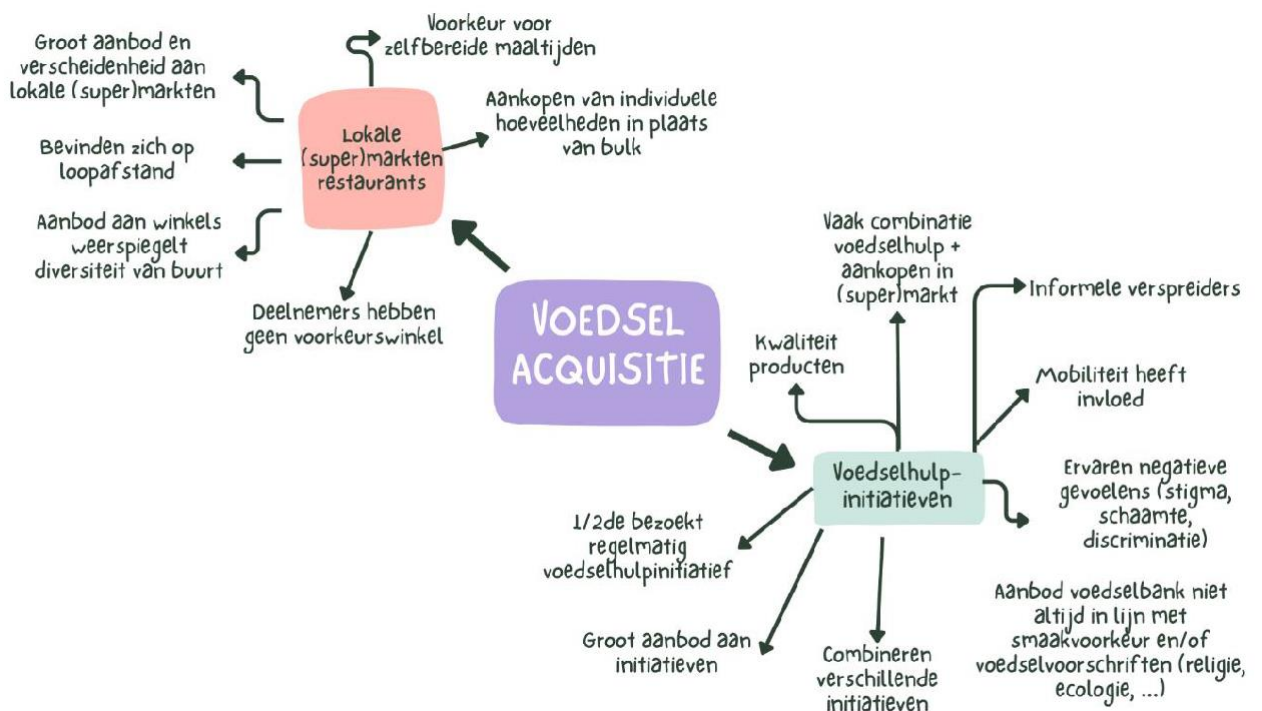 Voorkeur voor
zelfbereide maaltijden
Groot aanbod en
verscheidenheid aan
lokale (super)markten
Aankopen van individuele
hoeveelheden in plaats
van bulk
Lokale
(super)markten
restaurants
Bevinden zich op
loopafstand
Aanbod aan winkels
weerspiegelt
diversiteit van buurt
Deelnemers hebben
geen voorkeurswinkel
VOEDSEL
ACQUISITIE
Vaak combinatie
voedselhulp +
aankopen in
(super)markt
Informele verspreiders
Kwaliteit
producten
Mobiliteit heeft
invloed
Voedselhulp-
initiatieven
Ervaren negatieve
gevoelens (stigma,
schaamte,
discriminatie)
1/2de bezoekt
regelmatig
voedselhulpinitiatief
Groot aanbod aan
initiatieven
Combineren
verschillende
initiatieven
Aanbod voedselbank niet
altijd in lijn met
smaakvoorkeur en/of
voedselvoorschriften (religie,
ecologie, ...)